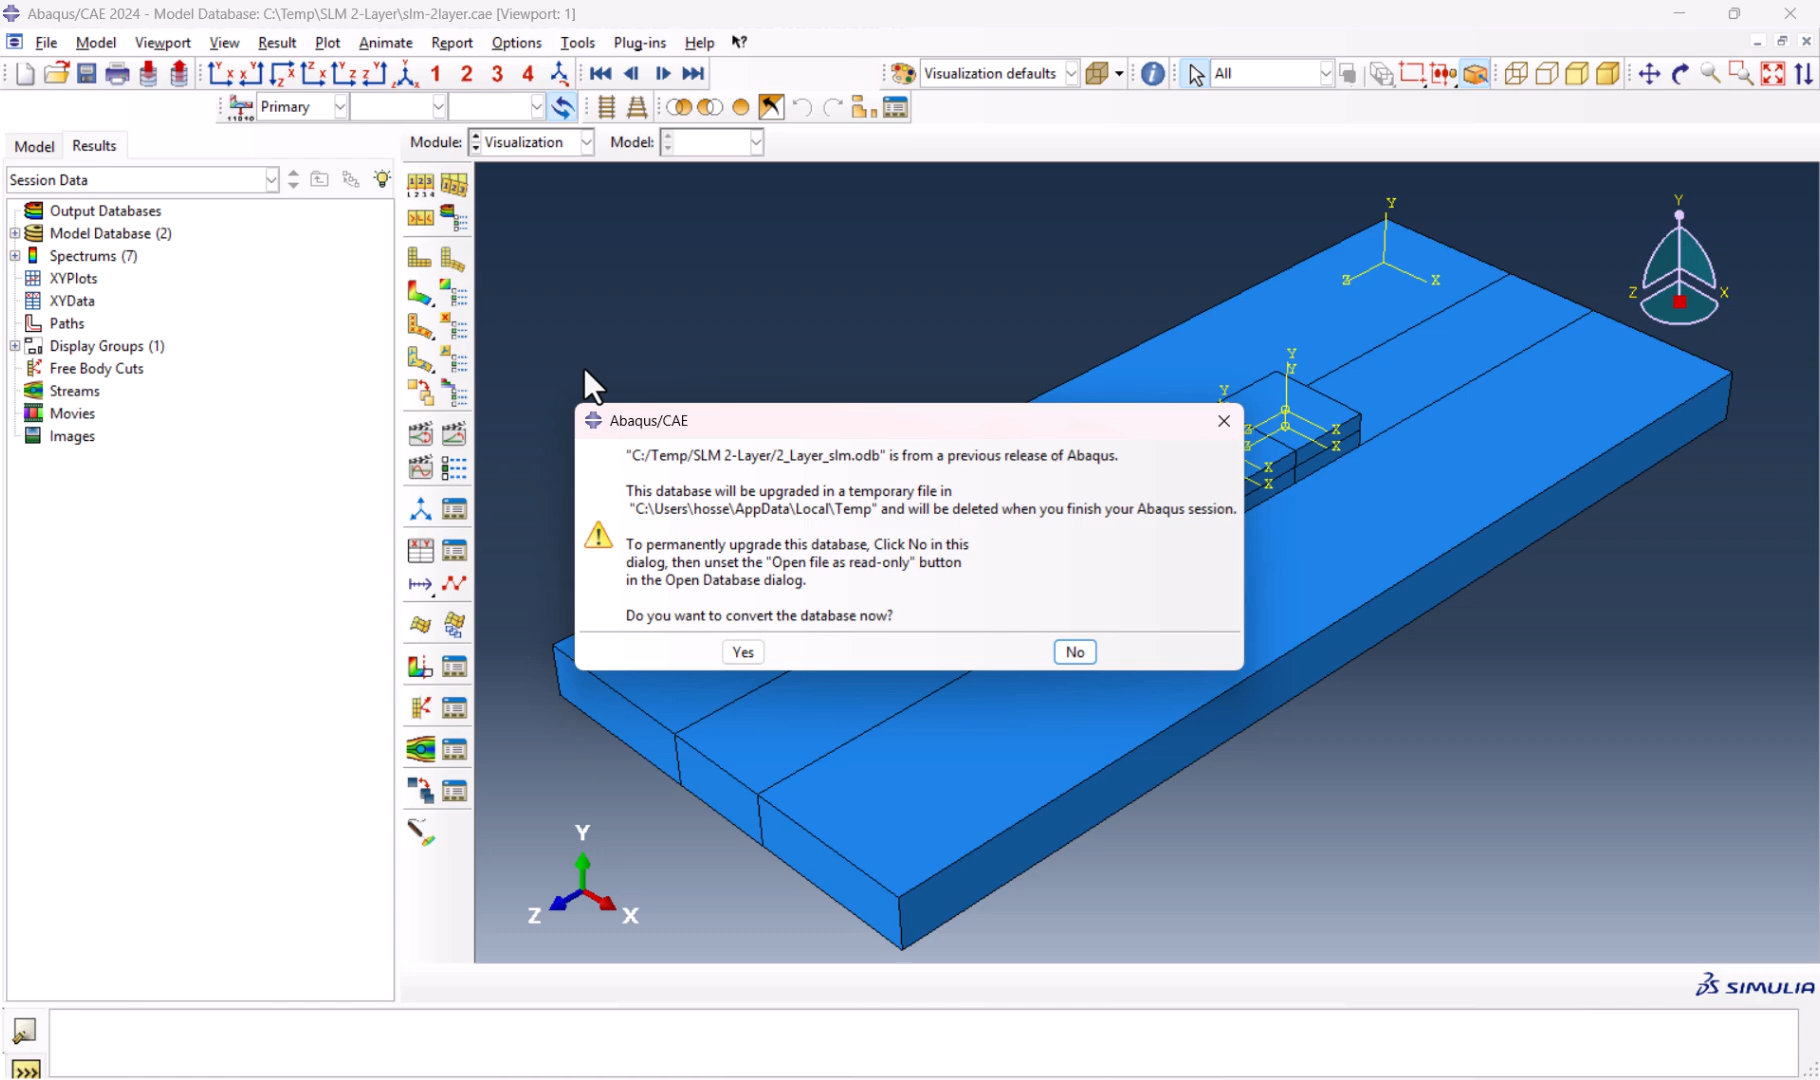 Abaqus/CAE 2024 - Model Database: C:\Temp\SLM 2-Layer\slm-2layer.cae [Viewport: 1]
File Model Viewport View Result Plot Animate Report Options Tools Plug-ins Help
1 2 3 4 Visualization defaults All
Primary
Model Results
Module: Visualization Model:
Session Data
Output Databases
Model Database (2)
Spectrums (7)
XYPlots
XYData
Paths
Display Groups (1)
Free Body Cuts
Streams
Movies
Images
Y
Z X
Y
Z X
Y
Y
Y
Z X
Z X
X
X
Abaqus/CAE
"C:/Temp/SLM 2-Layer/2_Layer_slm.odb" is from a previous release of Abaqus.
This database will be upgraded in a temporary file in
"C:\Users\hosse\AppData\Local\Temp" and will be deleted when you finish your Abaqus session.
To permanently upgrade this database, Click No in this
dialog, then unset the "Open file as read-only" button
in the Open Database dialog.
Do you want to convert the database now?
Yes No
Y
Z X
SIMULIA
>>>